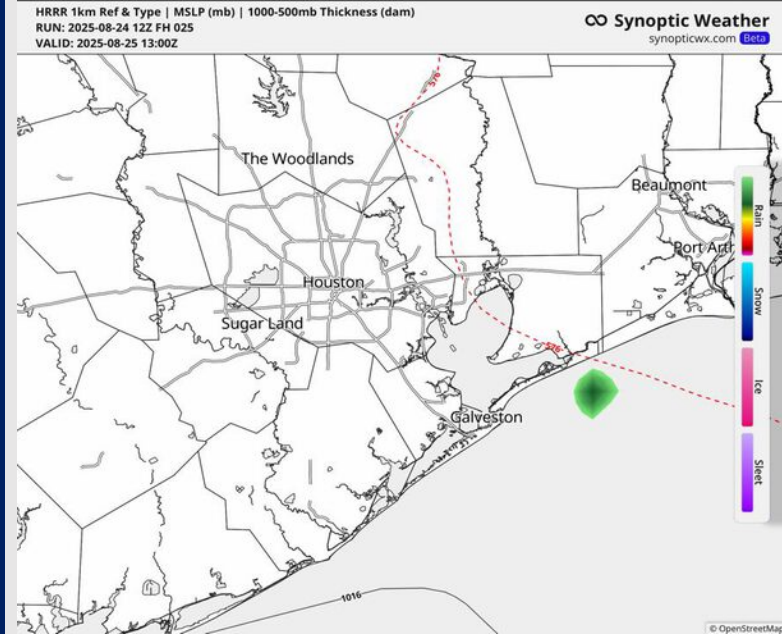 HRRR 1km Ref & Type | MSLP (mb) | 1000-500mb Thickness (dam)
RUN: 2025-08-24 12Z FH 025
VALID: 2025-08-25 13:00Z
Synoptic Weather
synopticwx.com Beta
576
The Woodlands
Beaumont
Rain
Port Arth
Houston
Snow
Sugar Land
576
Ice
Galveston
Sleet
1016
© OpenStreetMap